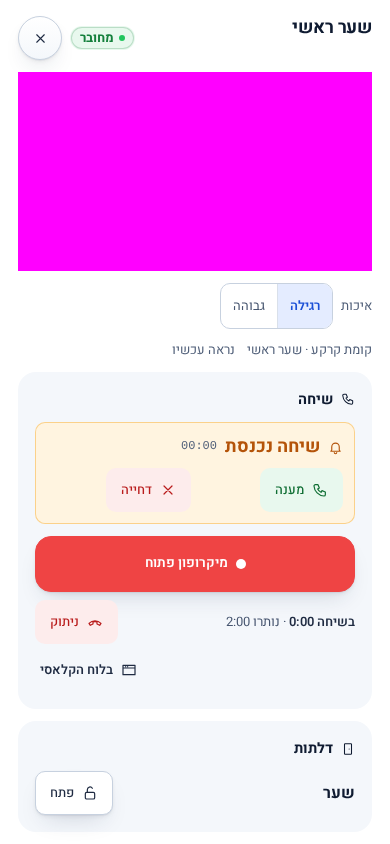 שער ראשי
מחובר
איכות רגילה גבוהה
קומת קרקע · שער ראשי נראה עכשיו
שיחה
שיחה נכנסת 00:00
מענה דחייה
מיקרופון פתוח
בשיחה 0:00 · נותרו 2:00 ניתוק
בלוח הקלאסי
דלתות
שער פתח